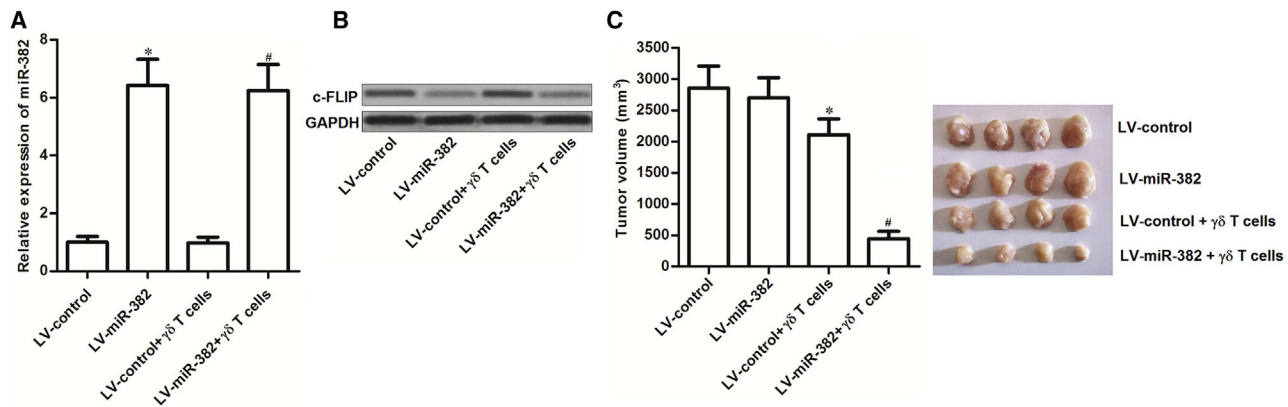 A
Relative expression of miR-382
8
6
4
2
0
*
#
LV-control
LV-miR-382
LV-control+γδ T cells
LV-miR-382+γδ T cells
B
c-FLIP
GAPDH
LV-control
LV-miR-382
LV-control+γδ T cells
LV-miR-382+γδ T cells
C
Tumor volume (mm³)
3500
3000
2500
2000
1500
1000
500
0
*
#
LV-control
LV-miR-382
LV-control+γδ T cells
LV-miR-382+γδ T cells
LV-control
LV-miR-382
LV-control + γδ T cells
LV-miR-382 + γδ T cells